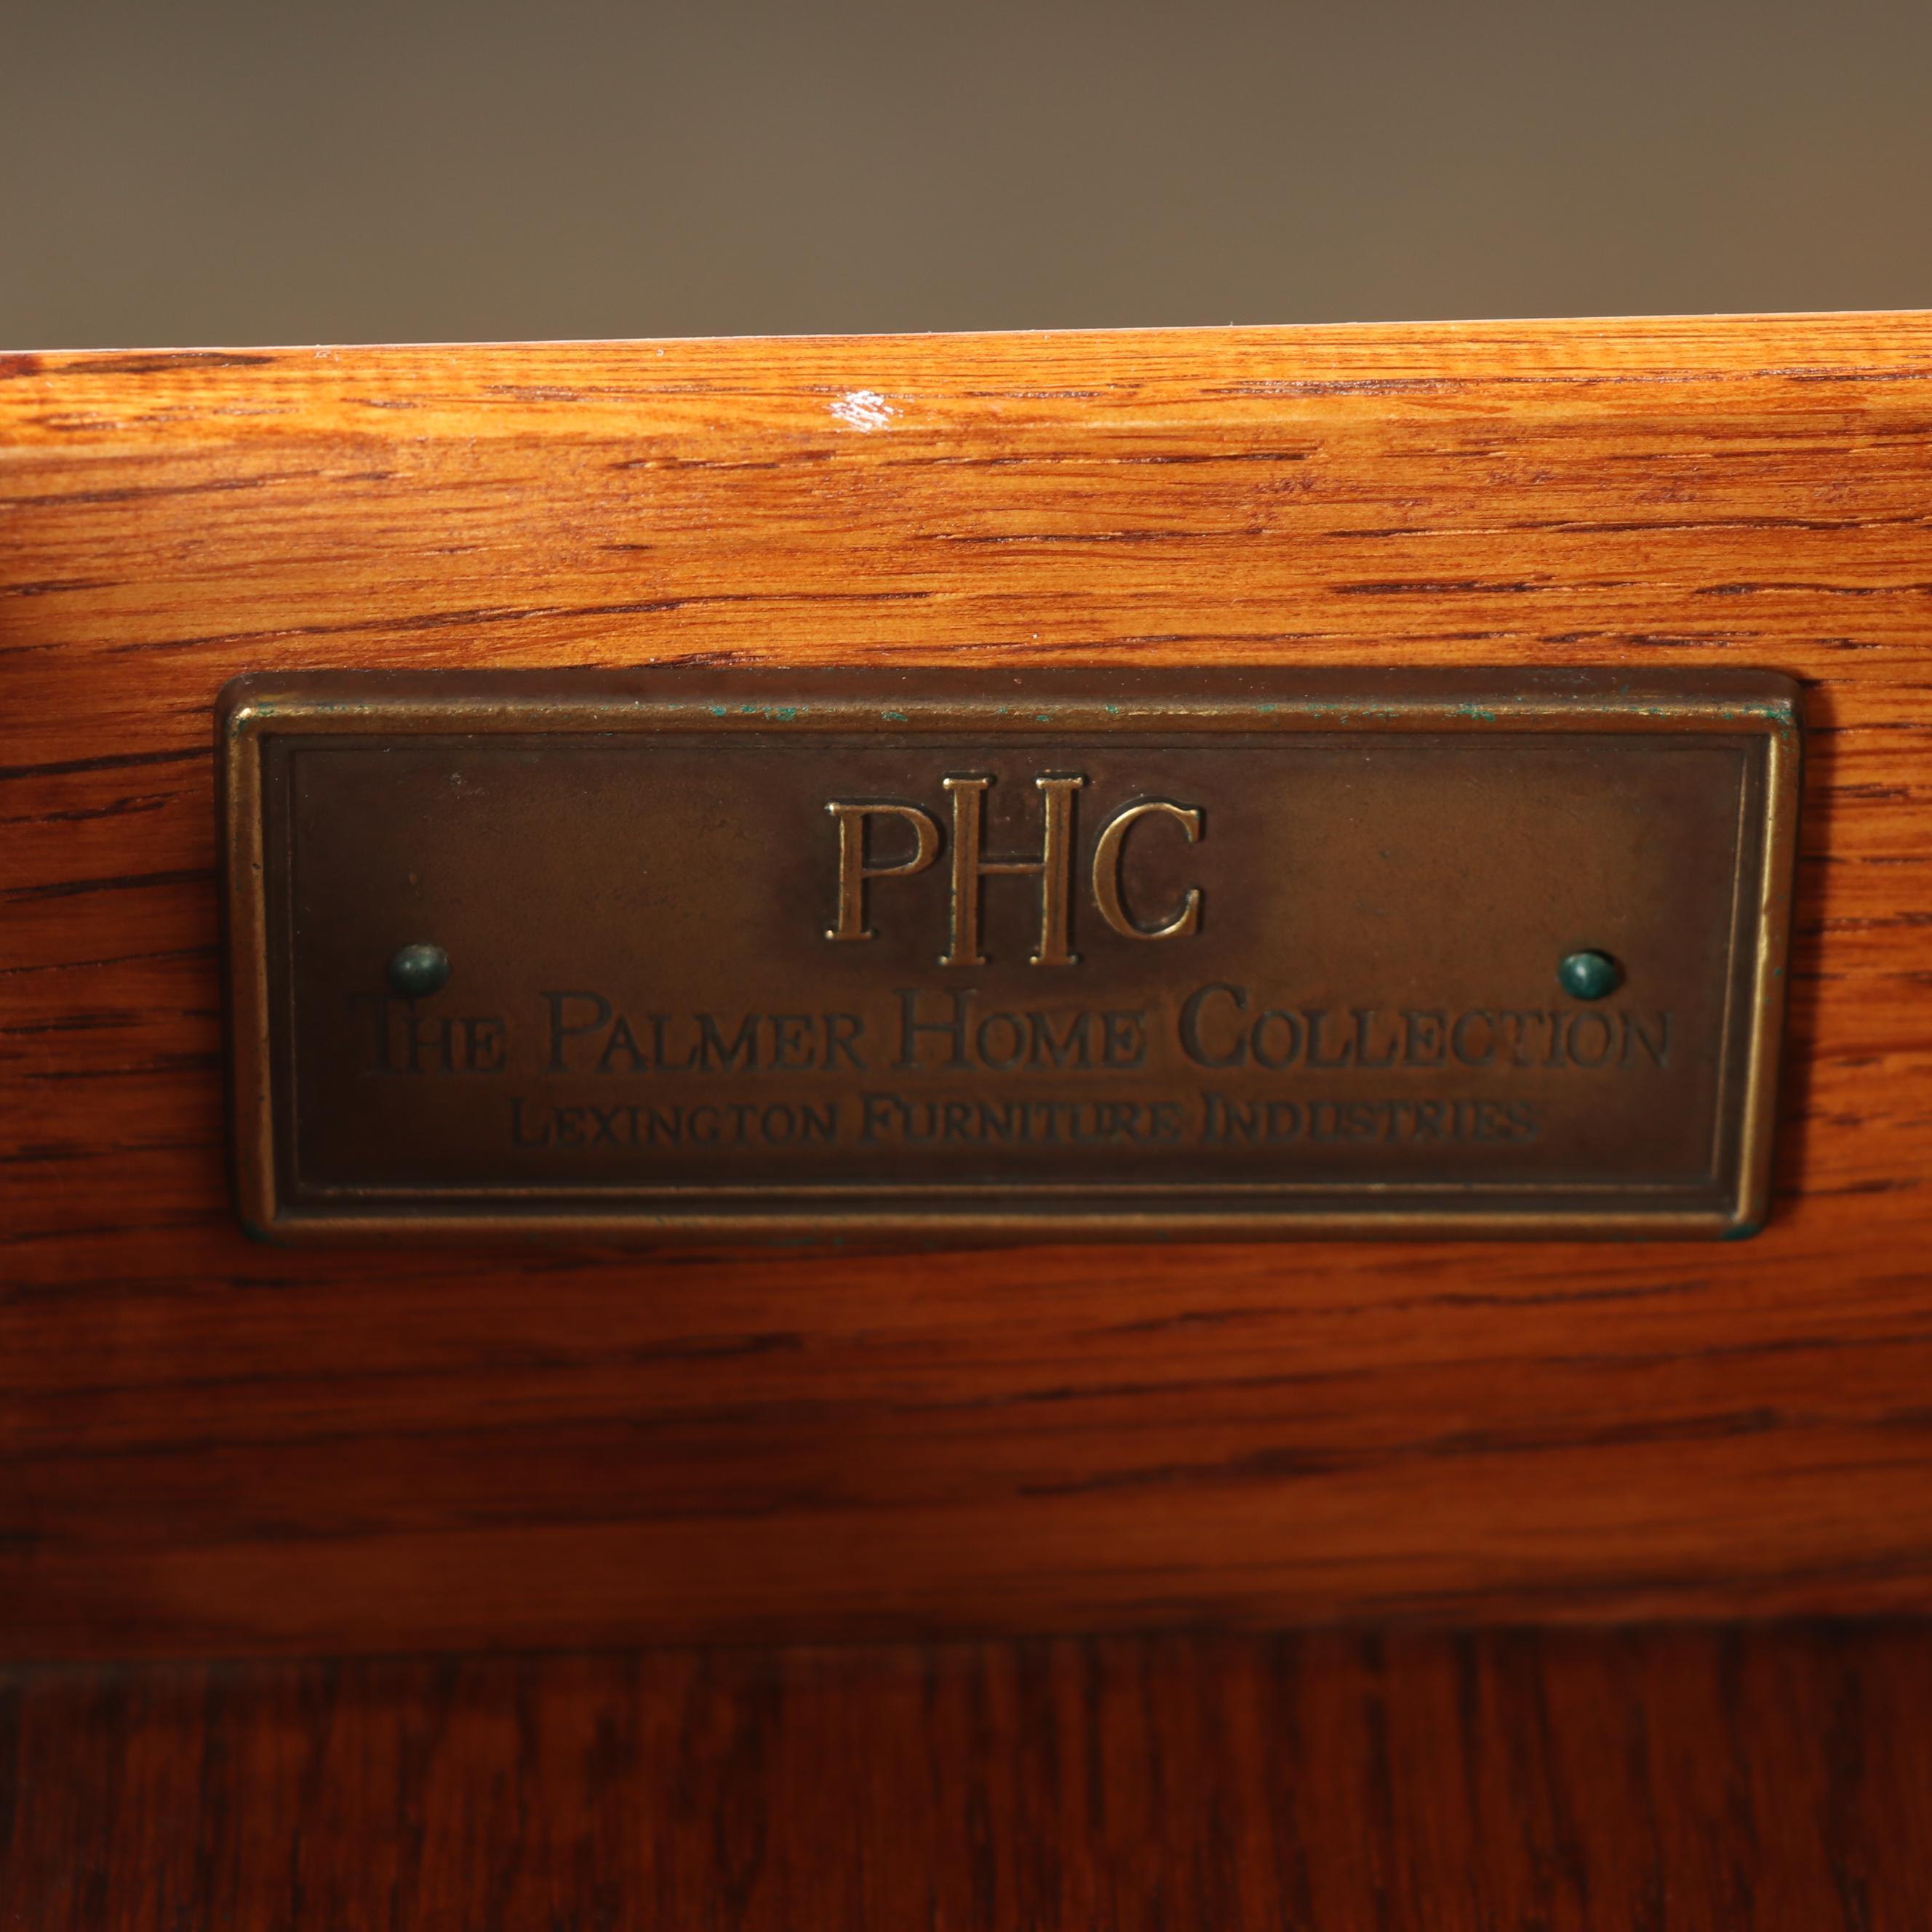 PHC
THE PALMER HOME COLLECTION
LEXINGTON FURNITURE INDUSTRIES